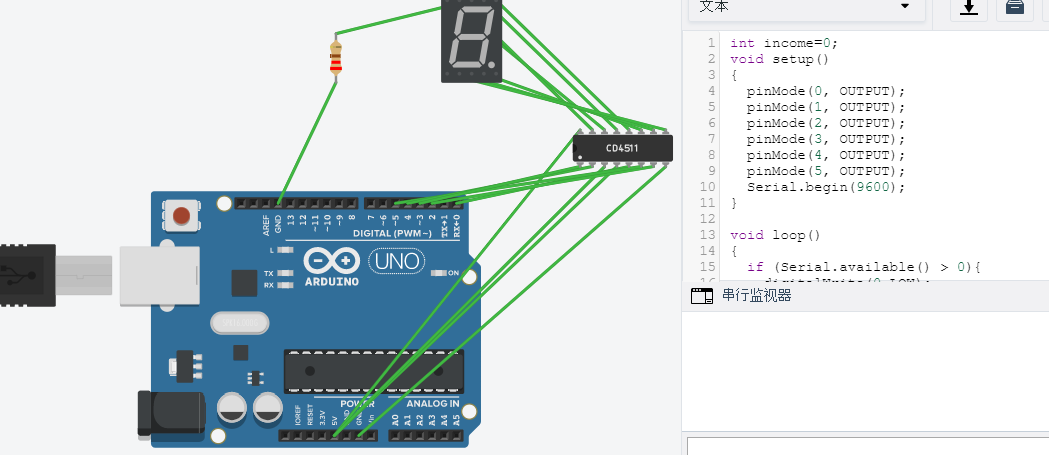 文本
1 int income=0;
2 void setup()
3 {
4 pinMode(0, OUTPUT);
5 pinMode(1, OUTPUT);
6 pinMode(2, OUTPUT);
7 pinMode(3, OUTPUT);
8 pinMode(4, OUTPUT);
9 pinMode(5, OUTPUT);
10 Serial.begin(9600);
11 }
12
13 void loop()
14 {
15 if (Serial.available() > 0){
串行监视器
CD4511
AREF GND 13 12 ~11 ~10 ~9 8 7 ~6 ~5 4 ~3 2 TX→1 RX←0
DIGITAL (PWM~)
L
TX
RX
UNO
ON
ARDUINO
POWER ANALOG IN
IOREF RESET 3.3V 5V A0 A1 A2 A3 A4 A5